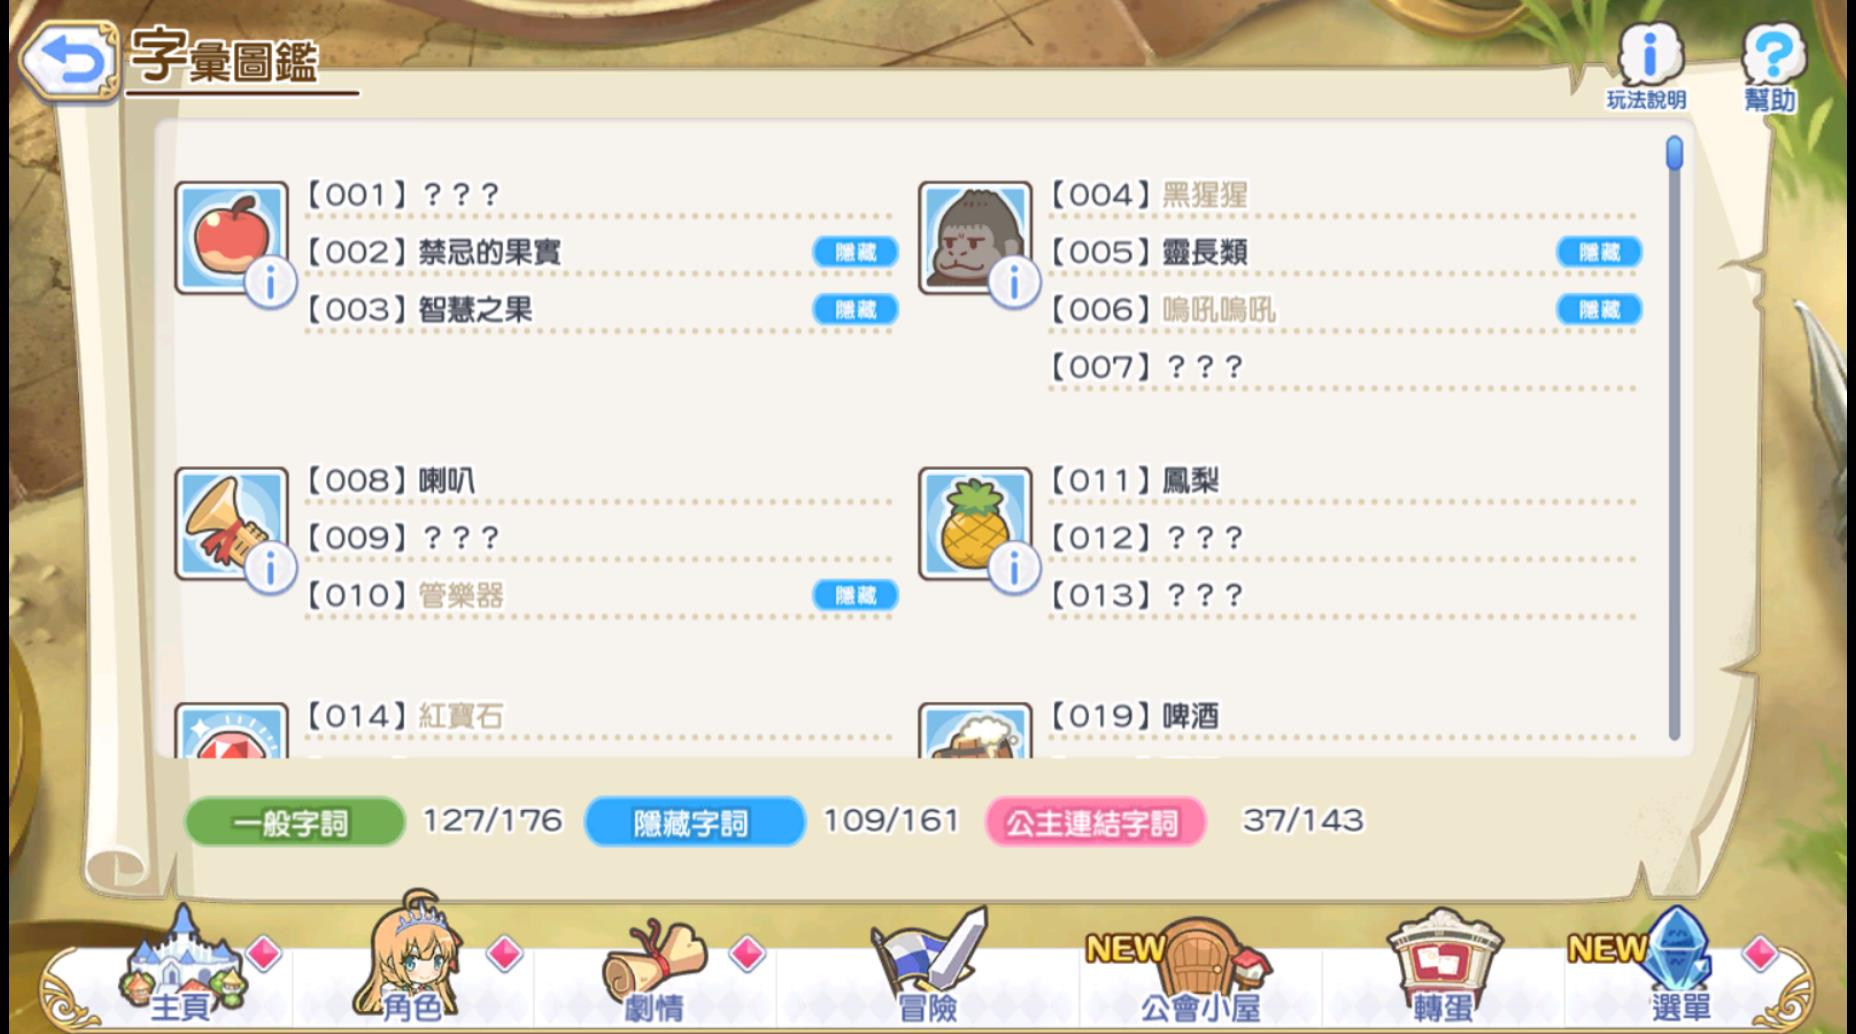 字彙圖鑑
玩法說明
幫助
【001】？？？
【002】禁忌的果實 隱藏
【003】智慧之果 隱藏
【004】黑猩猩
【005】靈長類 隱藏
【006】嗚吼嗚吼 隱藏
【007】？？？
【008】喇叭
【009】？？？
【010】管樂器 隱藏
【011】鳳梨
【012】？？？
【013】？？？
【014】紅寶石
【019】啤酒
一般字詞 127/176 隱藏字詞 109/161 公主連結字詞 37/143
NEW NEW
主頁 角色 劇情 冒險 公會小屋 轉蛋 選單